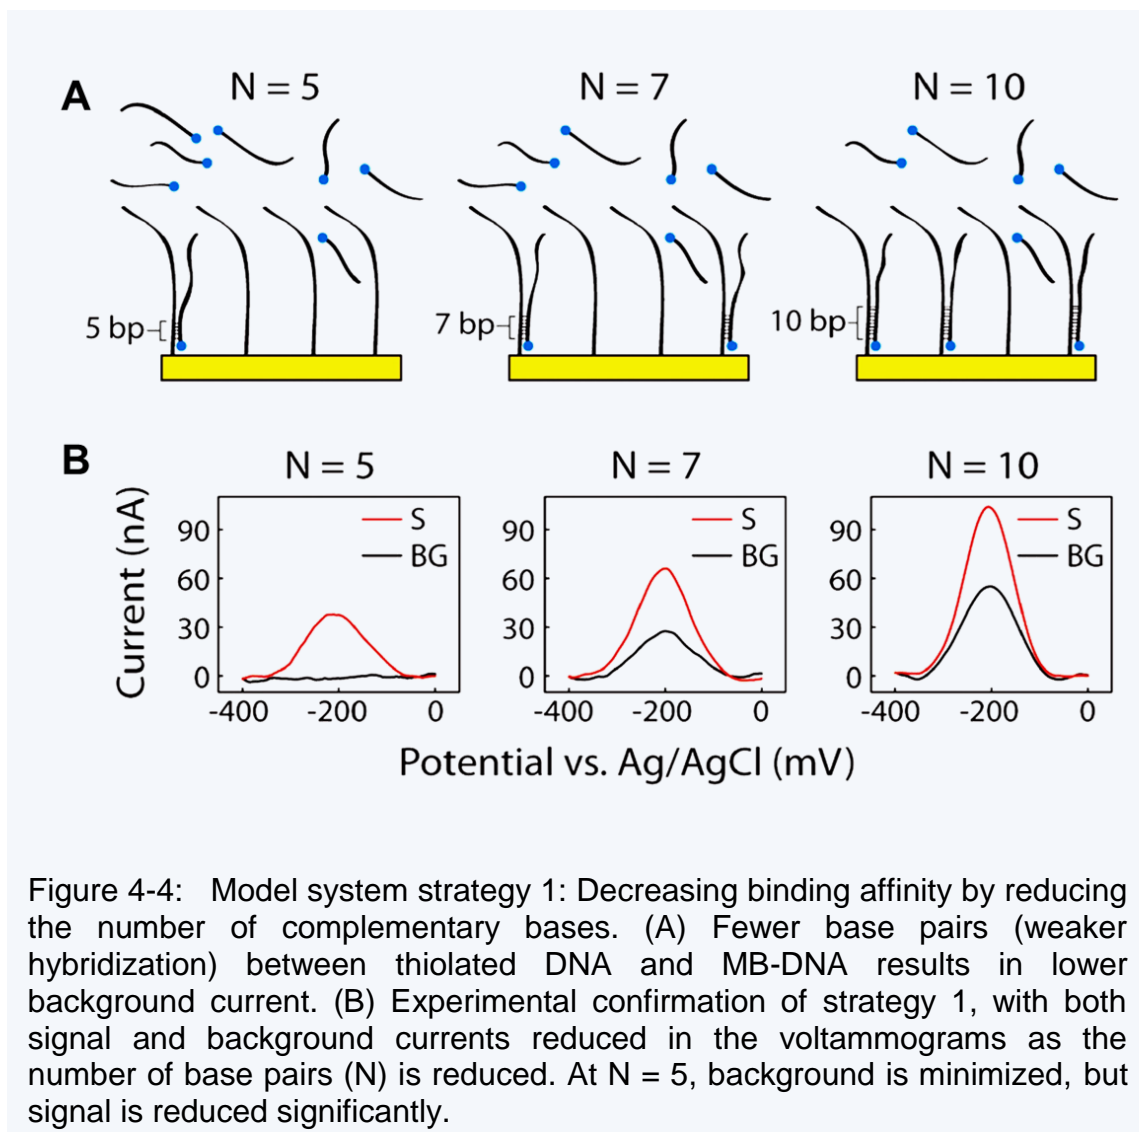 A
N = 5
N = 7
N = 10
5 bp
7 bp
10 bp
B
N = 5
N = 7
N = 10
Current (nA)
90
60
30
0
S
BG
-400
-200
0
90
60
30
0
S
BG
-400
-200
0
90
60
30
0
S
BG
-400
-200
0
Potential vs. Ag/AgCl (mV)
Figure 4-4: Model system strategy 1: Decreasing binding affinity by reducing
the number of complementary bases. (A) Fewer base pairs (weaker
hybridization) between thiolated DNA and MB-DNA results in lower
background current. (B) Experimental confirmation of strategy 1, with both
signal and background currents reduced in the voltammograms as the
number of base pairs (N) is reduced. At N = 5, background is minimized, but
signal is reduced significantly.